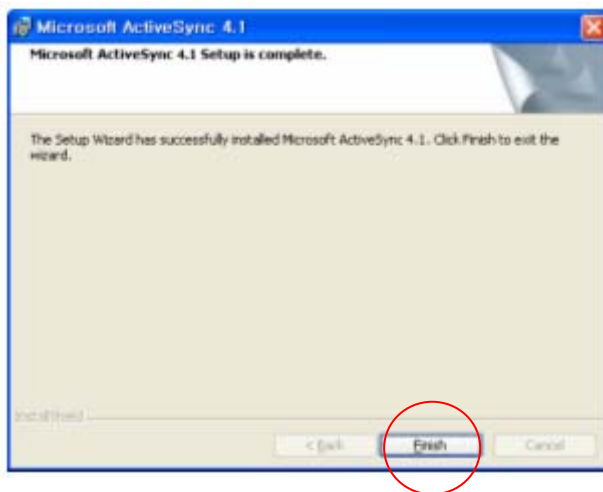 Microsoft ActiveSync 4.1
Microsoft ActiveSync 4.1 Setup is complete.
The Setup Wizard has successfully installed Microsoft ActiveSync 4.1. Click Finish to exit the
wizard.
InstallShield
< Back Finish Cancel